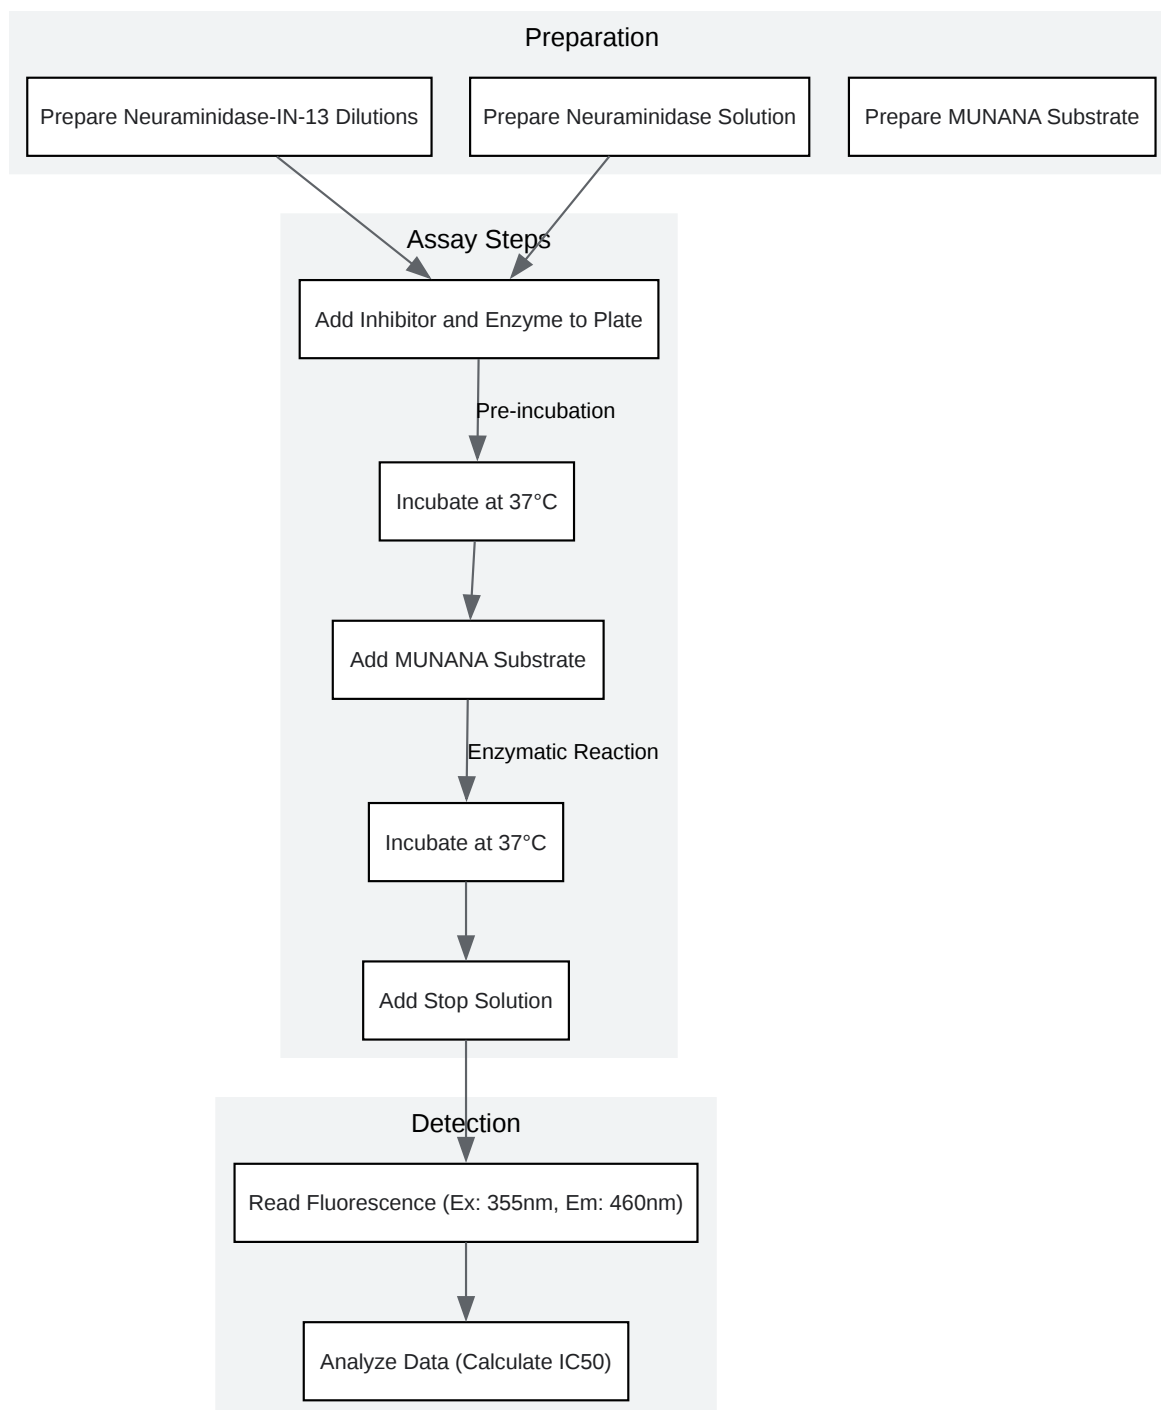 Preparation
Prepare Neuraminidase-IN-13 Dilutions
Prepare Neuraminidase Solution
Prepare MUNANA Substrate
Assay Steps
Add Inhibitor and Enzyme to Plate
Pre-incubation
Incubate at 37°C
Add MUNANA Substrate
Enzymatic Reaction
Incubate at 37°C
Add Stop Solution
Detection
Read Fluorescence (Ex: 355nm, Em: 460nm)
Analyze Data (Calculate IC50)